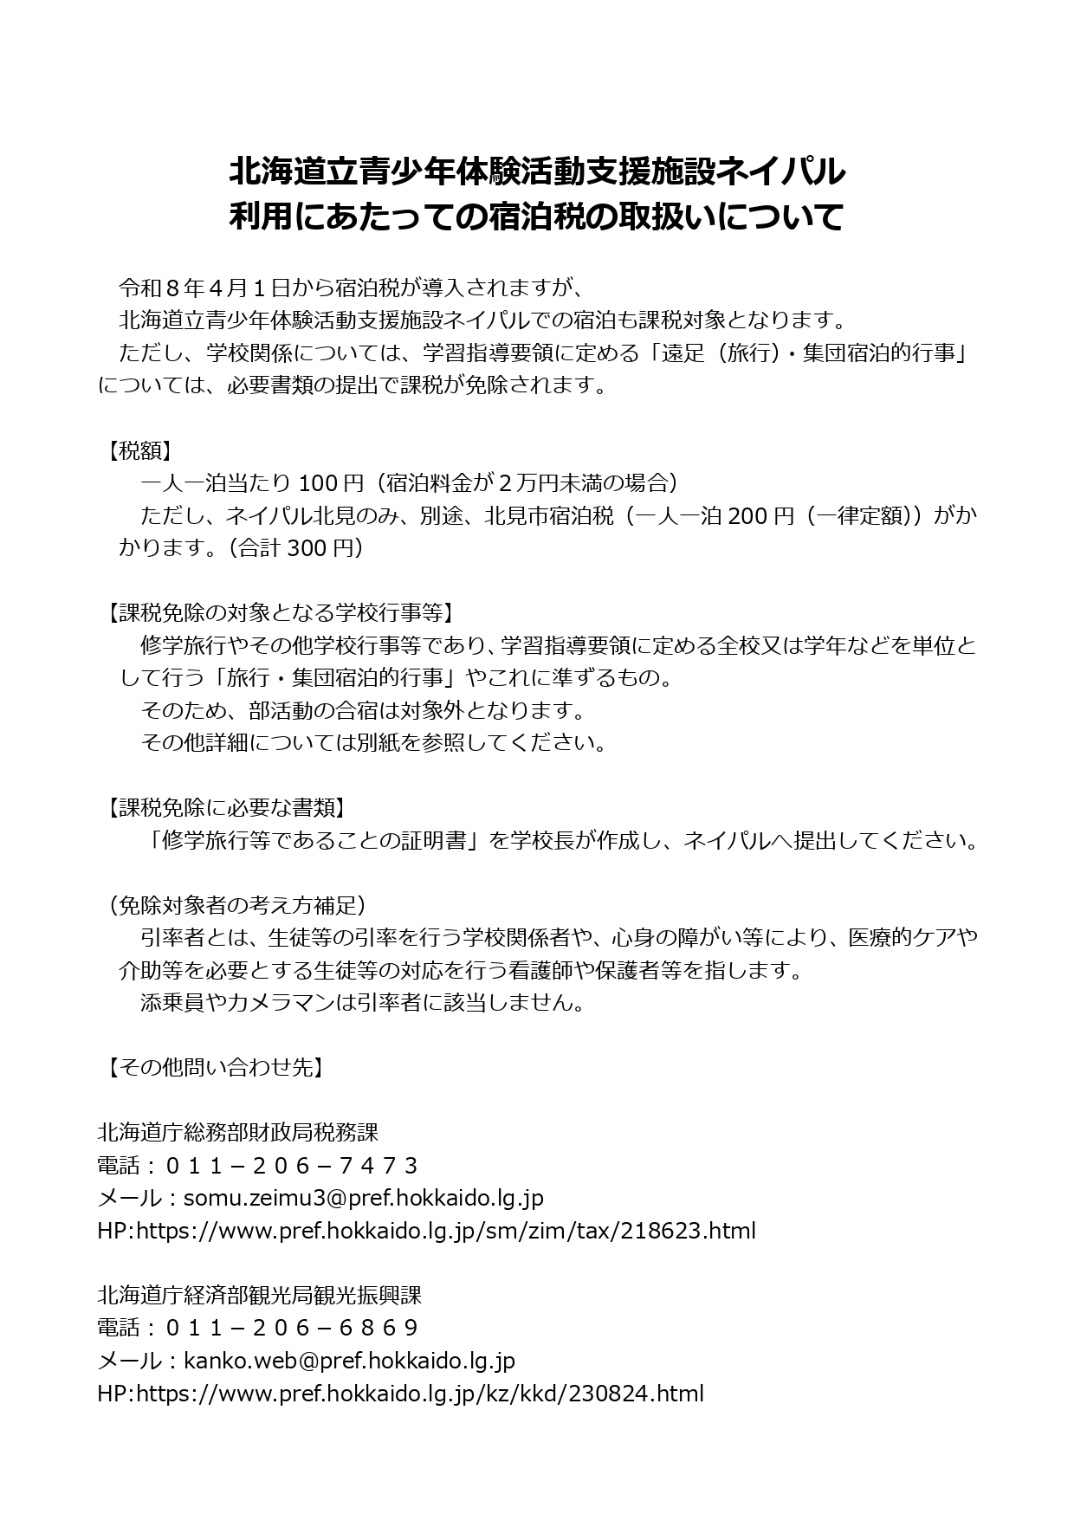 北海道立青少年体験活動支援施設ネイパル
利用にあたっての宿泊税の取扱いについて
令和８年４月１日から宿泊税が導入されますが、
北海道立青少年体験活動支援施設ネイパルでの宿泊も課税対象となります。
ただし、学校関係については、学習指導要領に定める「遠足（旅行）・集団宿泊的行事」
については、必要書類の提出で課税が免除されます。
【税額】
一人一泊当たり 100 円（宿泊料金が２万円未満の場合）
ただし、ネイパル北見のみ、別途、北見市宿泊税（一人一泊 200 円（一律定額））がか
かります。（合計 300 円）
【課税免除の対象となる学校行事等】
修学旅行やその他学校行事等であり、学習指導要領に定める全校又は学年などを単位と
して行う「旅行・集団宿泊的行事」やこれに準ずるもの。
そのため、部活動の合宿は対象外となります。
その他詳細については別紙を参照してください。
【課税免除に必要な書類】
「修学旅行等であることの証明書」を学校長が作成し、ネイパルへ提出してください。
（免除対象者の考え方補足）
引率者とは、生徒等の引率を行う学校関係者や、心身の障がい等により、医療的ケアや
介助等を必要とする生徒等の対応を行う看護師や保護者等を指します。
添乗員やカメラマンは引率者に該当しません。
【その他問い合わせ先】
北海道庁総務部財政局税務課
電話：０１１－２０６－７４７３
メール：somu.zeimu3@pref.hokkaido.lg.jp
HP:https://www.pref.hokkaido.lg.jp/sm/zim/tax/218623.html
北海道庁経済部観光局観光振興課
電話：０１１－２０６－６８６９
メール：kanko.web@pref.hokkaido.lg.jp
HP:https://www.pref.hokkaido.lg.jp/kz/kkd/230824.html